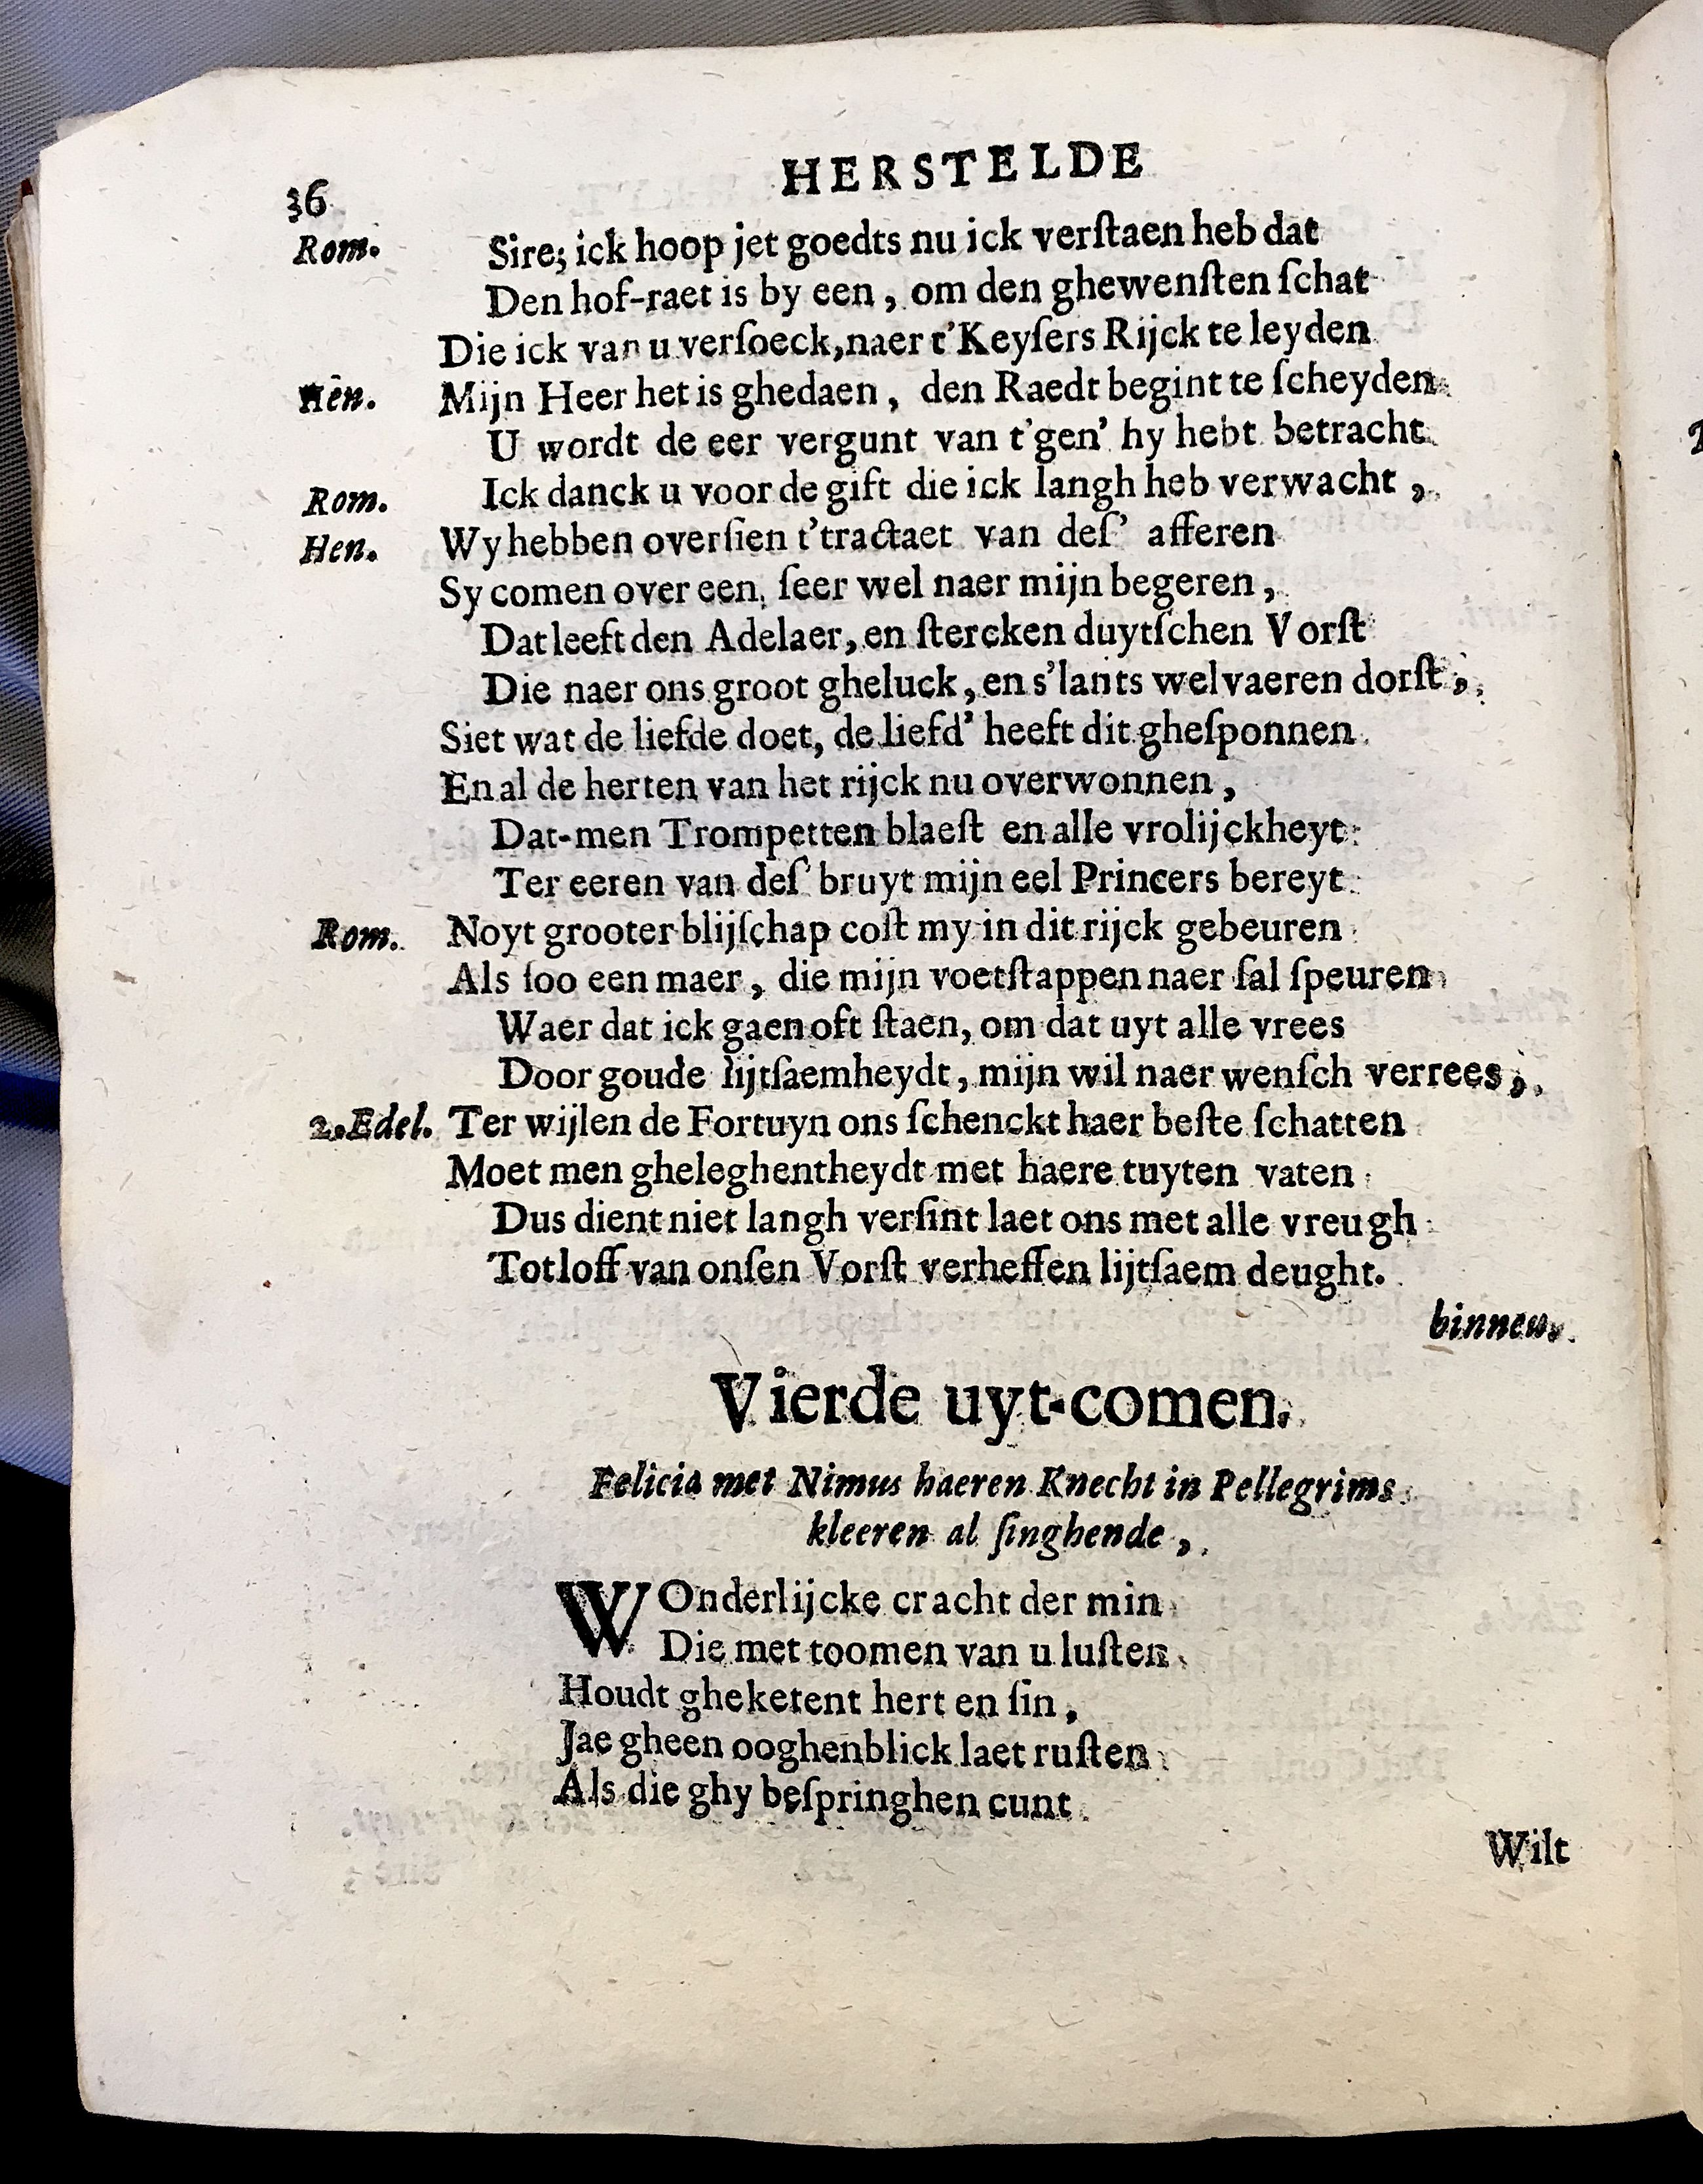 36 HERSTELDE
Rom. Sire; ick hoop jet goedts nu ick verſtaen heb dat
Den hof-raet is by een, om den ghewenſten ſchat
Die ick van u verſoeck, naer t'Keyſers Rijck te leyden
Hen. Mijn Heer het is ghedaen, den Raedt begint te ſcheyden
U wordt de eer vergunt van t'gen' hy hebt betracht
Rom. Ick danck u voor de gift die ick langh heb verwacht,
Hen. Wy hebben overſien t'tractaet van deſ' afferen
Sy comen over een, ſeer wel naer mijn begeren,
Dat leeft den Adelaer, en ſtercken duytſchen Vorſt
Die naer ons groot gheluck, en s'lants welvaeren dorſt,
Siet wat de liefde doet, de liefd' heeft dit gheſponnen
En al de herten van het rijck nu overwonnen,
Dat-men Trompetten blaeſt en alle vrolijckheyt
Ter eeren van deſ' bruyt mijn eel Princers bereyt
Rom. Noyt grooter blijſchap coſt my in dit rijck gebeuren
Als ſoo een maer, die mijn voetſtappen naer ſal ſpeuren
Waer dat ick gaen oft ſtaen, om dat uyt alle vrees
Door goude lijtſaemheydt, mijn wil naer wenſch verrees,
2. Edel. Ter wijlen de Fortuyn ons ſchenckt haer beſte ſchatten
Moet men gheleghentheydt met haere tuyten vaten
Dus dient niet langh verſint laet ons met alle vreugh
Tot loff van onſen Vorſt verheffen lijtſaem deught.
binnen.
Vierde uyt-comen.
Felicia met Nimus haeren Knecht in Pellegrims
kleeren al ſinghende,
WOnderlijcke cracht der min
Die met toomen van u luſten
Houdt gheketent hert en ſin,
Jae gheen ooghenblick laet ruſten
Als die ghy beſpringhen cunt
Wilt